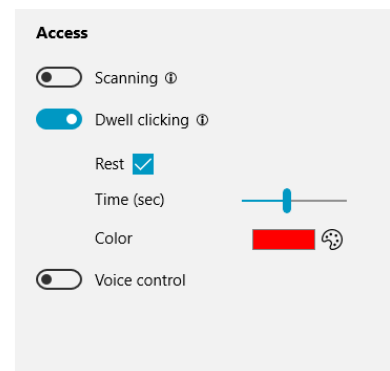 Access
Scanning
Dwell clicking
Rest
Time (sec)
Color
Voice control